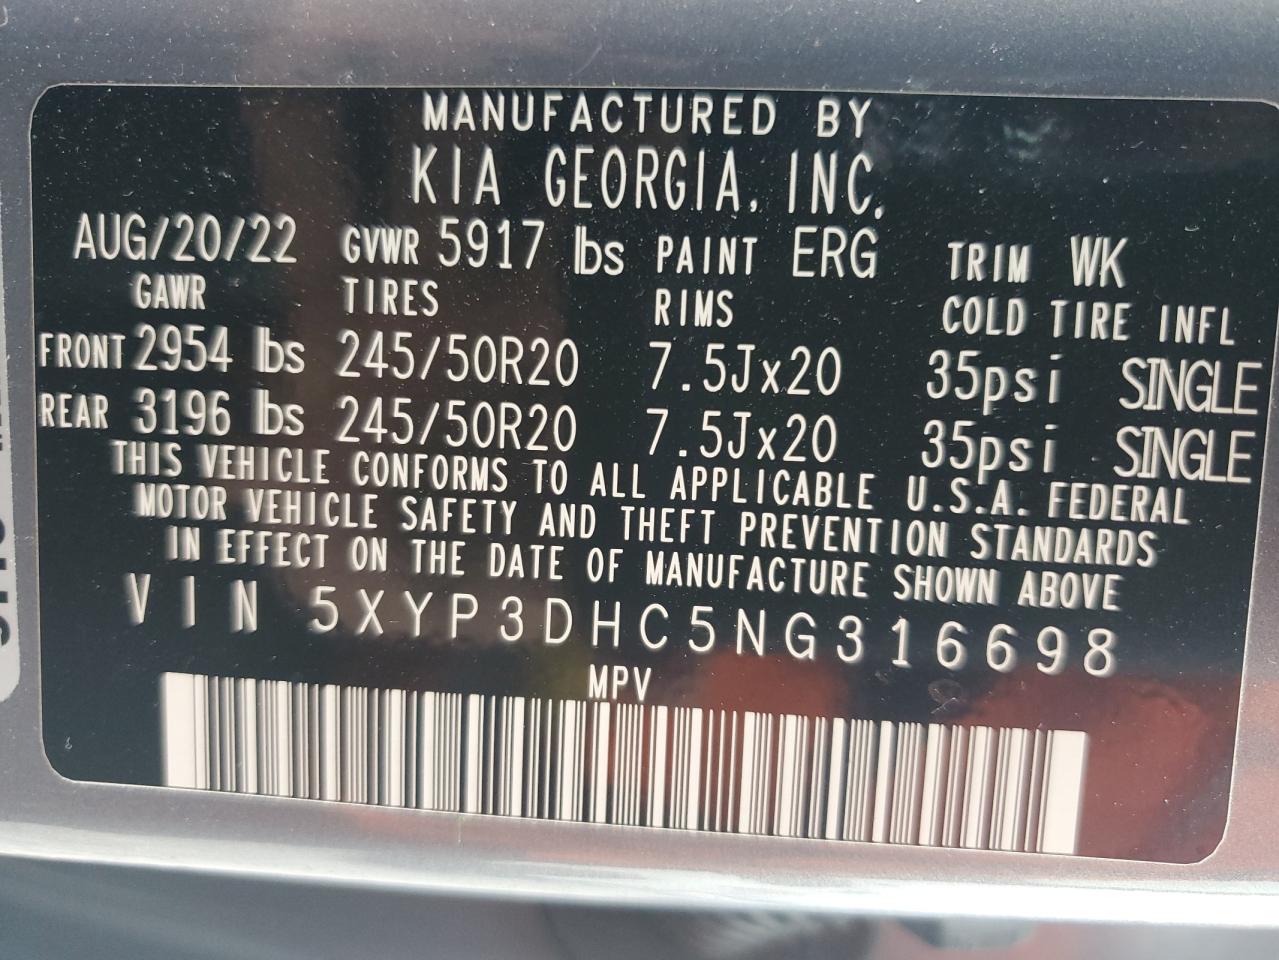 MANUFACTURED BY
KIA GEORGIA, INC.
AUG/20/22 GVWR 5917 lbs PAINT ERG TRIM WK
GAWR TIRES RIMS COLD TIRE INFL
FRONT 2954 lbs 245/50R20 7.5Jx20 35psi SINGLE
REAR 3196 lbs 245/50R20 7.5Jx20 35psi SINGLE
THIS VEHICLE CONFORMS TO ALL APPLICABLE U.S.A. FEDERAL
MOTOR VEHICLE SAFETY AND THEFT PREVENTION STANDARDS
IN EFFECT ON THE DATE OF MANUFACTURE SHOWN ABOVE
VIN 5XYP3DHC5NG316698
MPV